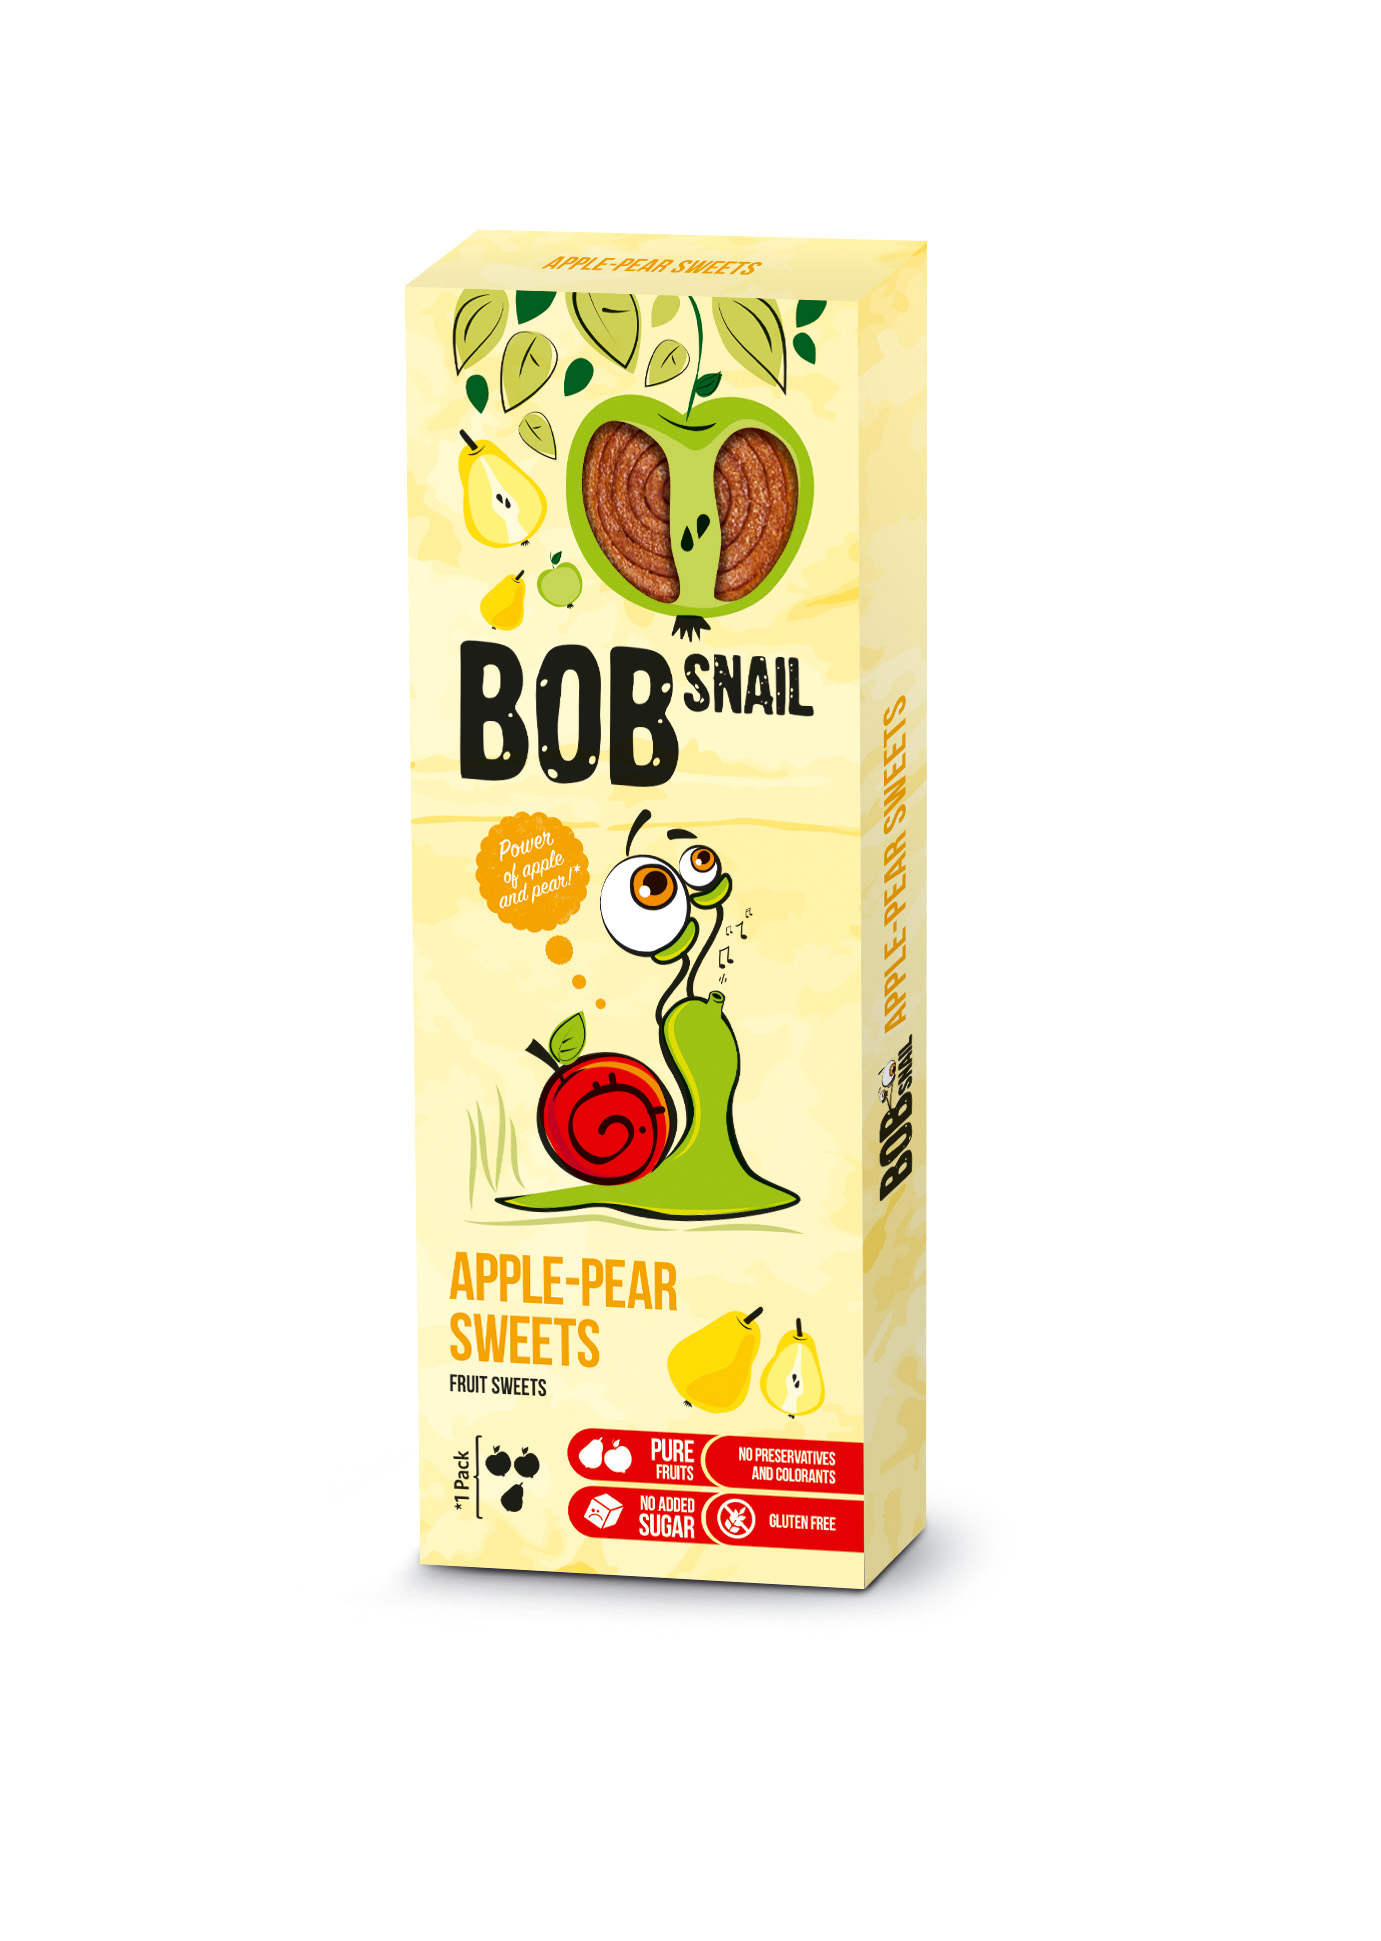 APPLE-PEAR SWEETS
BOB SNAIL
Power
of apple
and pear!*
APPLE-PEAR
SWEETS
FRUIT SWEETS
*1 Pack
PURE
FRUITS
NO PRESERVATIVES
AND COLORANTS
NO ADDED
SUGAR
GLUTEN FREE
BOB SNAIL APPLE-PEAR SWEETS